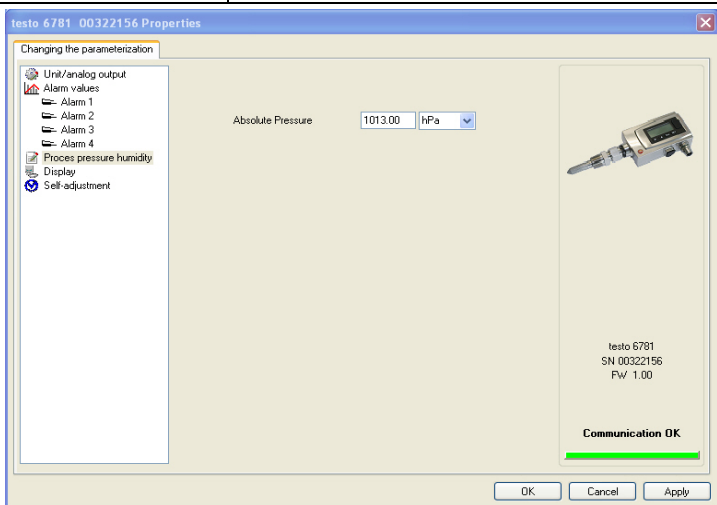 testo 6781 00322156 Properties
Changing the parameterization
Unit/analog output
Alarm values
Alarm 1
Alarm 2
Alarm 3
Alarm 4
Proces pressure humidity
Display
Self-adjustment
Absolute Pressure 1013.00 hPa
testo 6781
SN 00322156
FW 1.00
Communication OK
OK Cancel Apply